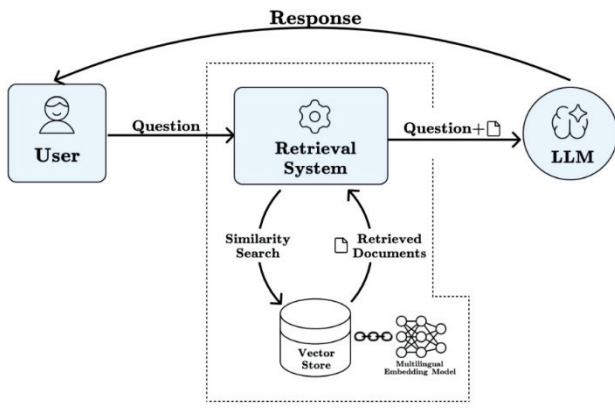 Response
User
Question
Retrieval
System
Question+
LLM
Similarity
Search
Retrieved
Documents
Vector
Store
Multilingual
Embedding Model